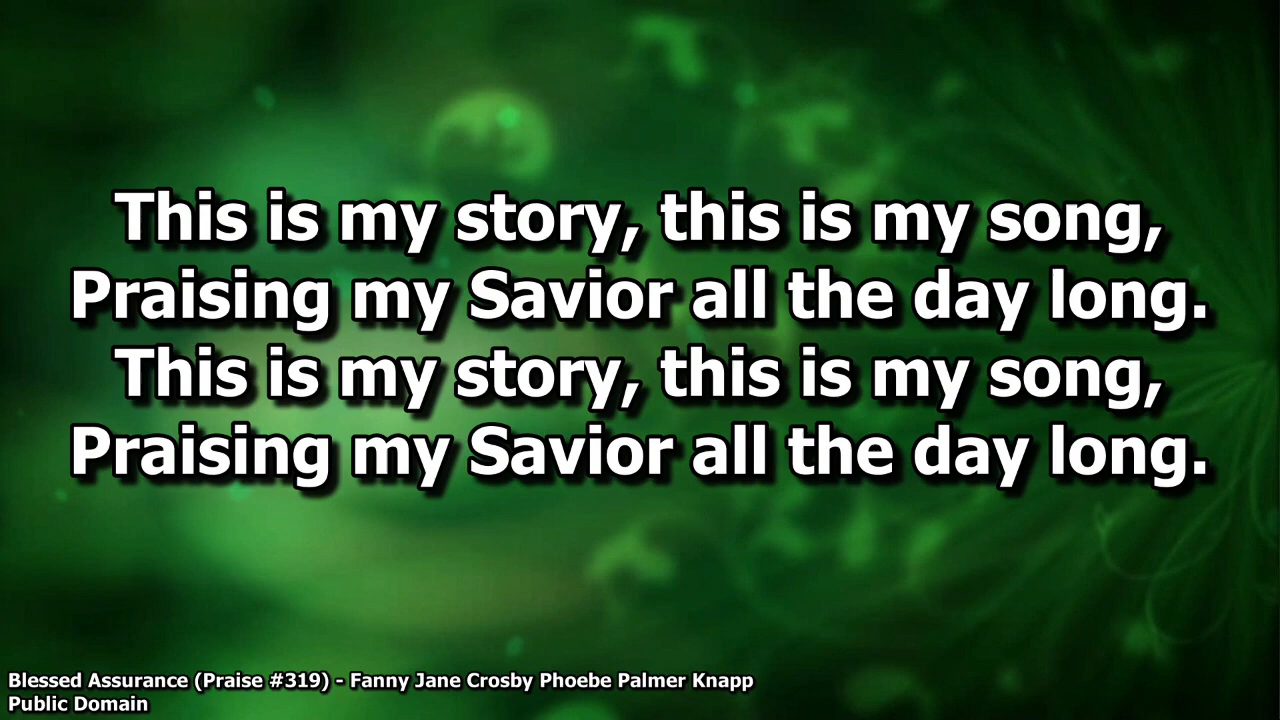 This is my story, this is my song,
Praising my Savior all the day long.
This is my story, this is my song,
Praising my Savior all the day long.
Blessed Assurance (Praise #319) - Fanny Jane Crosby Phoebe Palmer Knapp
Public Domain